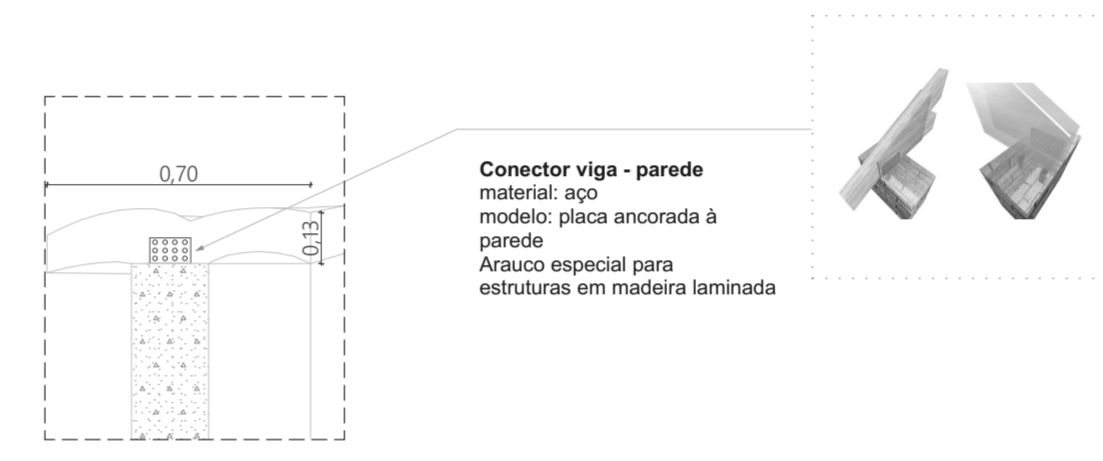 0,70
0,13
Conector viga - parede
material: aço
modelo: placa ancorada à
parede
Arauco especial para
estruturas em madeira laminada